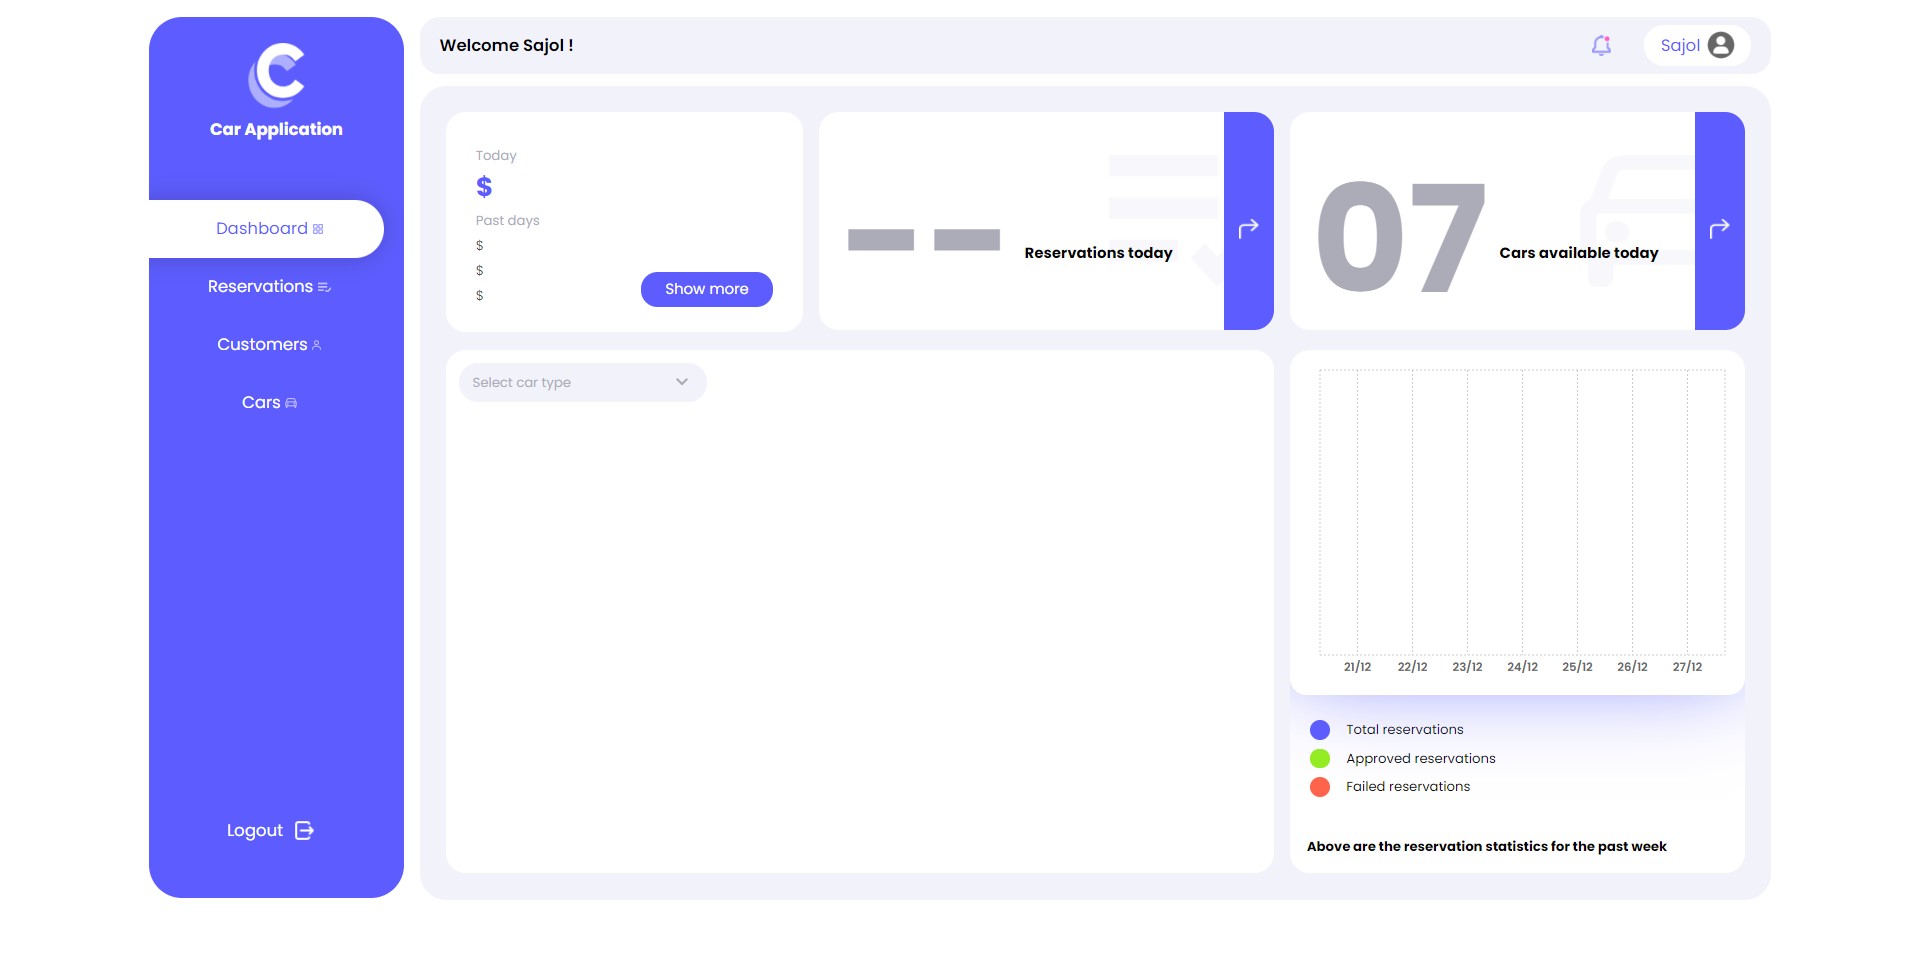 Car Application
Dashboard
Reservations
Customers
Cars
Logout
Welcome Sajol !
Sajol
Today
$
Past days
$
$
$
Show more
-- Reservations today
07 Cars available today
Select car type
21/12 22/12 23/12 24/12 25/12 26/12 27/12
Total reservations
Approved reservations
Failed reservations
Above are the reservation statistics for the past week